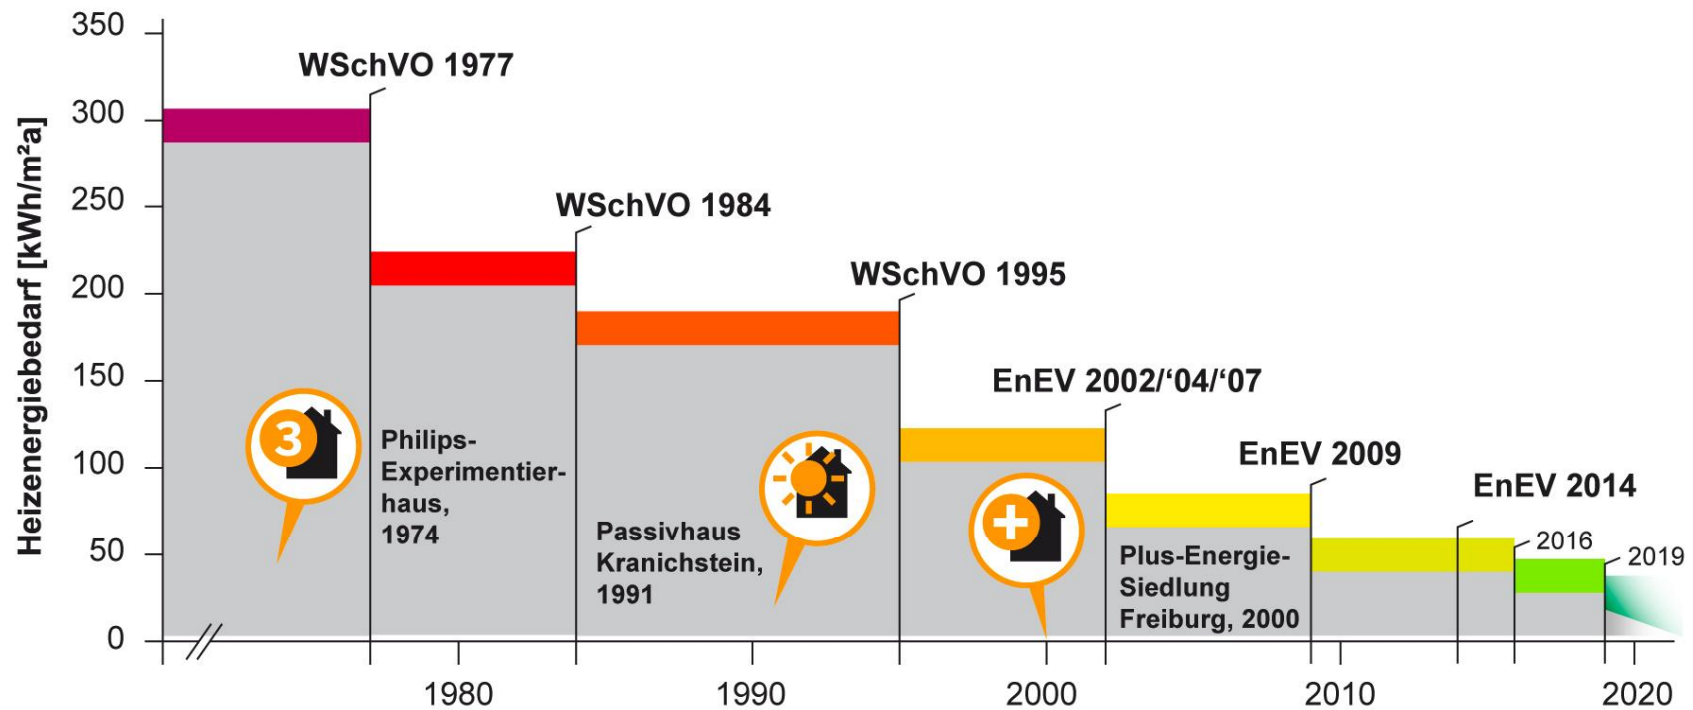 Heizenergiebedarf [kWh/m²a]
350
300
250
200
150
100
50
0
WSchVO 1977
WSchVO 1984
WSchVO 1995
EnEV 2002/‘04/‘07
EnEV 2009
EnEV 2014
2016
2019
3
Philips-
Experimentier-
haus,
1974
Passivhaus
Kranichstein,
1991
+
Plus-Energie-
Siedlung
Freiburg, 2000
1980
1990
2000
2010
2020